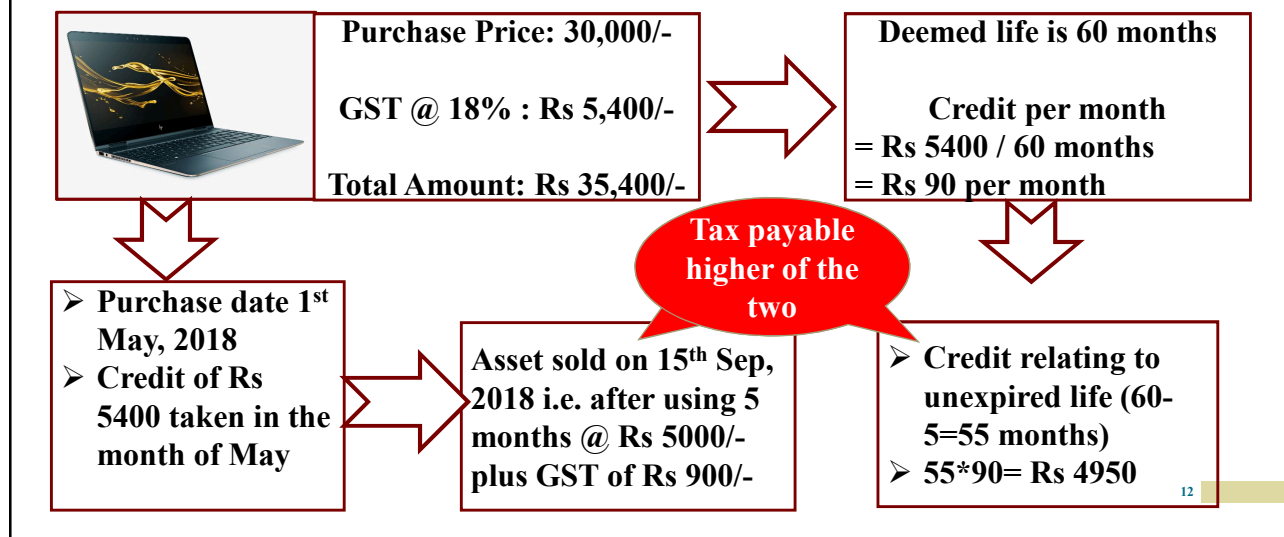 Purchase Price: 30,000/-
GST @ 18% : Rs 5,400/-
Total Amount: Rs 35,400/-
Deemed life is 60 months
Credit per month
= Rs 5400 / 60 months
= Rs 90 per month
➢ Purchase date 1st
May, 2018
➢ Credit of Rs
5400 taken in the
month of May
Asset sold on 15th Sep,
2018 i.e. after using 5
months @ Rs 5000/-
plus GST of Rs 900/-
Tax payable
higher of the
two
➢ Credit relating to
unexpired life (60-
5=55 months)
➢ 55*90= Rs 4950
12